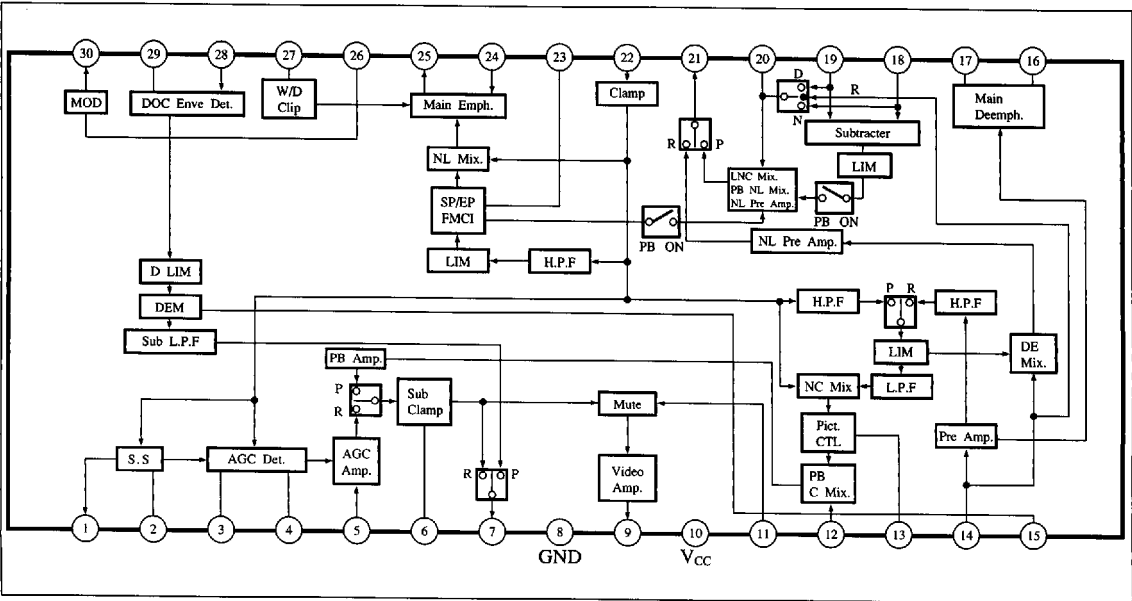 30 29 28 27 26 25 24 23 22 21 20 19 18 17 16
MOD
DOC Enve Det.
W/D
Clip
Main Emph.
Clamp
D
R
N
Main
Deemph.
Subtracter
R P
LIM
NL Mix.
LNC Mix.
PB NL Mix.
NL Pre Amp.
SP/EP
FMCI
PB ON
PB ON
NL Pre Amp.
LIM
H.P.F
D LIM
DEM
Sub L.P.F
H.P.F
P R
H.P.F
LIM
DE
Mix.
PB Amp.
NC Mix
L.P.F
P
R
Sub
Clamp
Mute
Pict.
CTL
Pre Amp.
S.S
AGC Det.
AGC
Amp.
R P
Video
Amp.
PB
C Mix.
1 2 3 4 5 6 7 8 9 10 11 12 13 14 15
GND
VCC